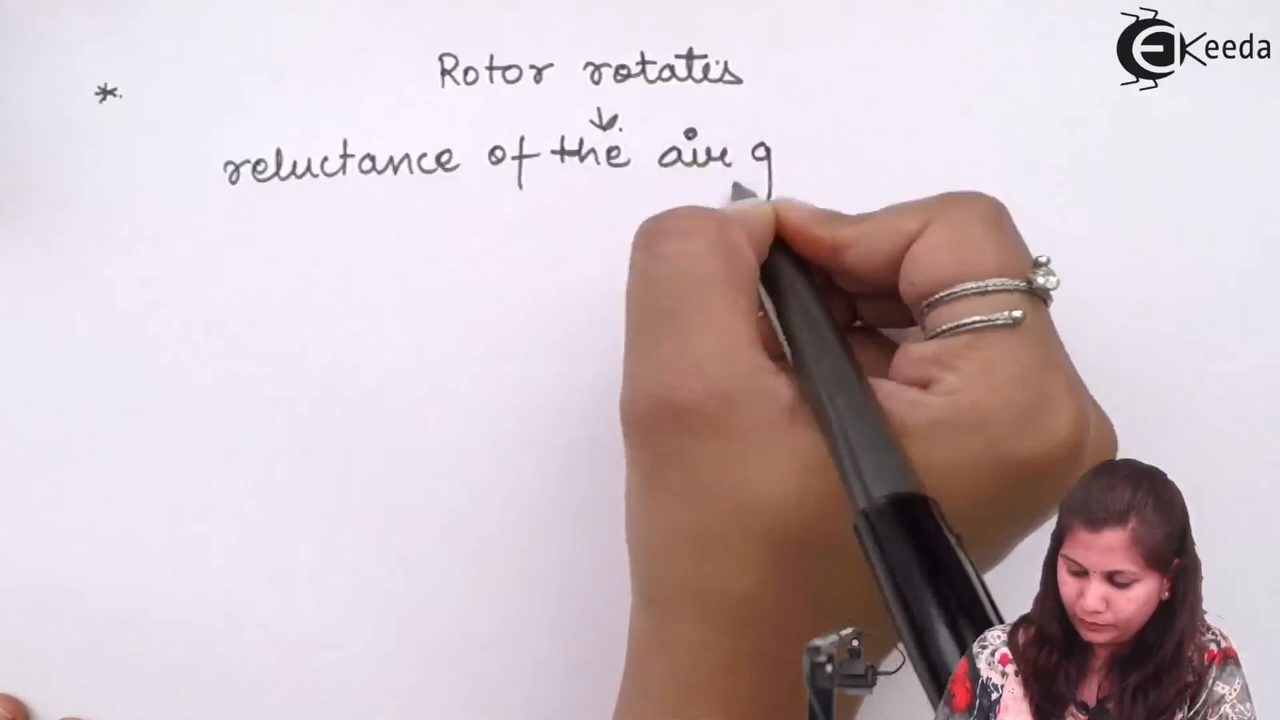 Ekeeda
* Rotor rotates
reluctance of the air g